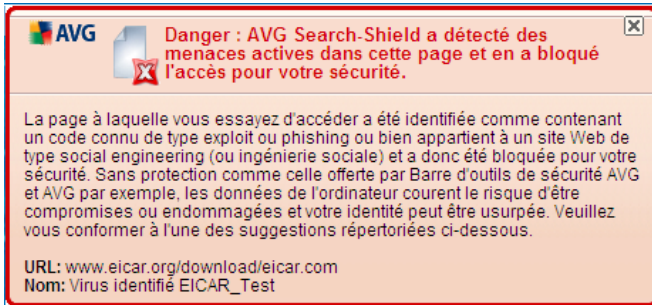 AVG
Danger : AVG Search-Shield a détecté des
menaces actives dans cette page et en a bloqué
l'accès pour votre sécurité.
La page à laquelle vous essayez d'accéder a été identifiée comme contenant
un code connu de type exploit ou phishing ou bien appartient à un site Web de
type social engineering (ou ingénierie sociale) et a donc été bloquée pour votre
sécurité. Sans protection comme celle offerte par Barre d'outils de sécurité AVG
et AVG par exemple, les données de l'ordinateur courent le risque d'être
compromises ou endommagées et votre identité peut être usurpée. Veuillez
vous conformer à l'une des suggestions répertoriées ci-dessous.
URL: www.eicar.org/download/eicar.com
Nom: Virus identifié EICAR_Test